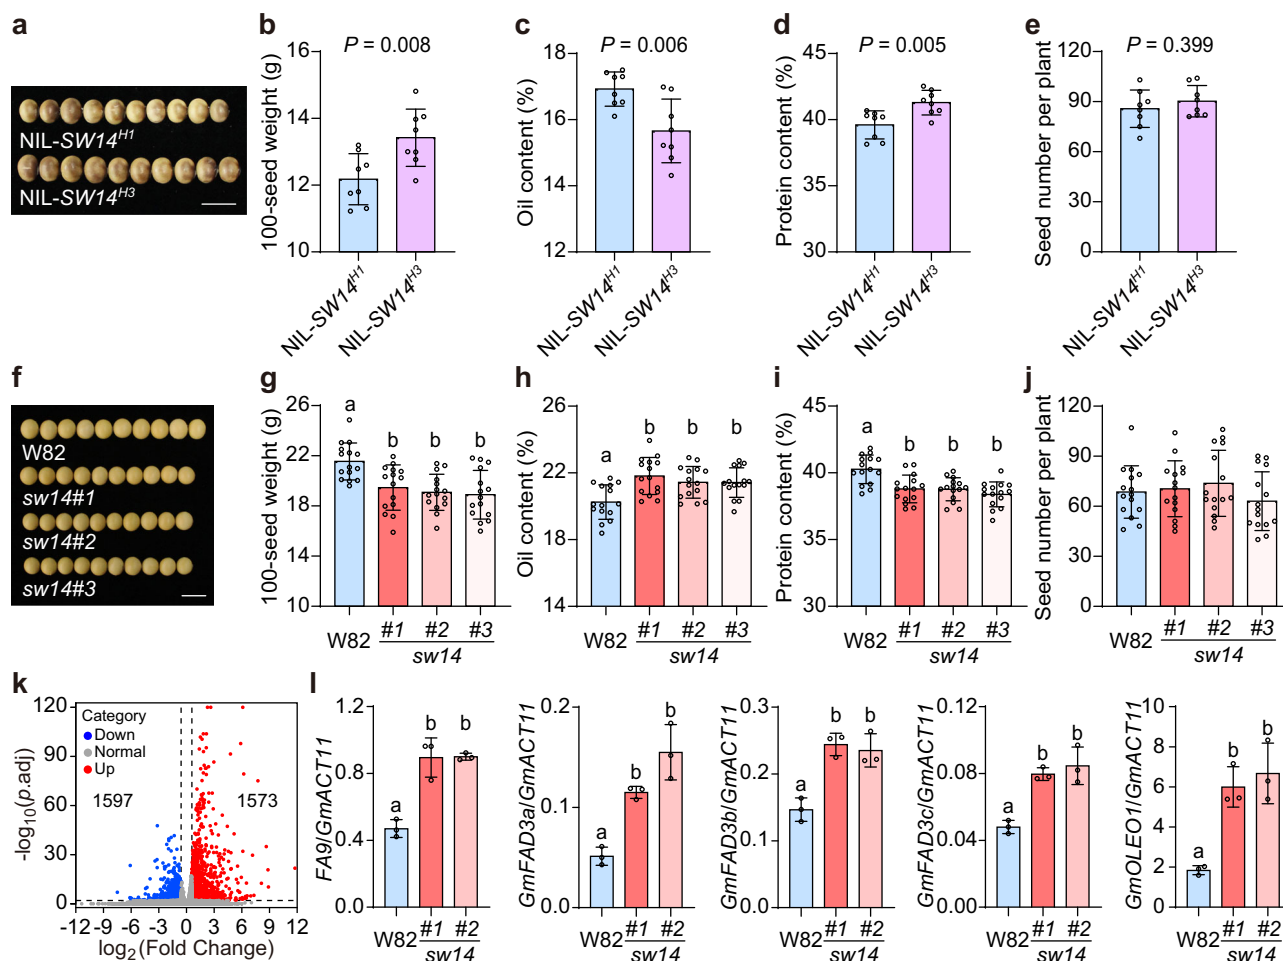 a
NIL-SW14H1
NIL-SW14H3
b
P = 0.008
100-seed weight (g)
16
14
12
10
NIL-SW14H1
NIL-SW14H3
c
P = 0.006
Oil content (%)
18
16
14
12
NIL-SW14H1
NIL-SW14H3
d
P = 0.005
Protein content (%)
45
40
35
30
NIL-SW14H1
NIL-SW14H3
e
P = 0.399
Seed number per plant
120
90
60
30
0
NIL-SW14H1
NIL-SW14H3
f
W82
sw14#1
sw14#2
sw14#3
g
100-seed weight (g)
26
22
18
14
10
a
b
b
b
W82
#1
#2
#3
sw14
h
Oil content (%)
26
22
18
14
a
b
b
b
W82
#1
#2
#3
sw14
i
Protein content (%)
45
40
35
30
a
b
b
b
W82
#1
#2
#3
sw14
j
Seed number per plant
120
90
60
30
0
W82
#1
#2
#3
sw14
k
-log10(p.adj)
120
90
60
30
0
Category
Down
Normal
Up
1597
1573
-12
-9
-6
-3
0
3
6
9
12
log2(Fold Change)
l
FA9/GmACT11
1.2
0.8
0.4
0.0
a
b
b
W82
#1
#2
sw14
GmFAD3a/GmACT11
0.2
0.1
0.0
a
b
b
W82
#1
#2
sw14
GmFAD3b/GmACT11
0.3
0.2
0.1
0.0
a
b
b
W82
#1
#2
sw14
GmFAD3c/GmACT11
0.12
0.08
0.04
0.00
a
b
b
W82
#1
#2
sw14
GmOLEO1/GmACT11
10
8
6
4
2
0
a
b
b
W82
#1
#2
sw14